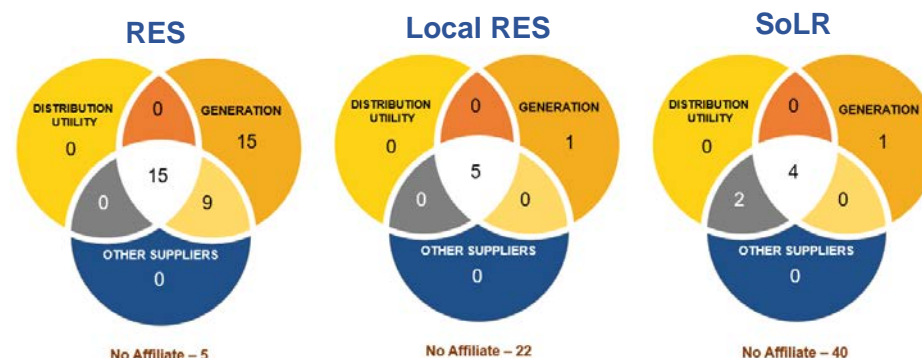 RES
DISTRIBUTION
UTIILITY
0
0
GENERATION
15
15
0
9
OTHER SUPPLIERS
0
No Affiliate – 5
Local RES
DISTRIBUTION
UTILITY
0
0
GENERATION
1
5
0
0
OTHER SUPPLIERS
0
No Affiliate – 22
SoLR
DISTRIBUTION
UTILITY
0
0
GENERATION
1
4
2
0
OTHER SUPPLIERS
0
No Affiliate – 40